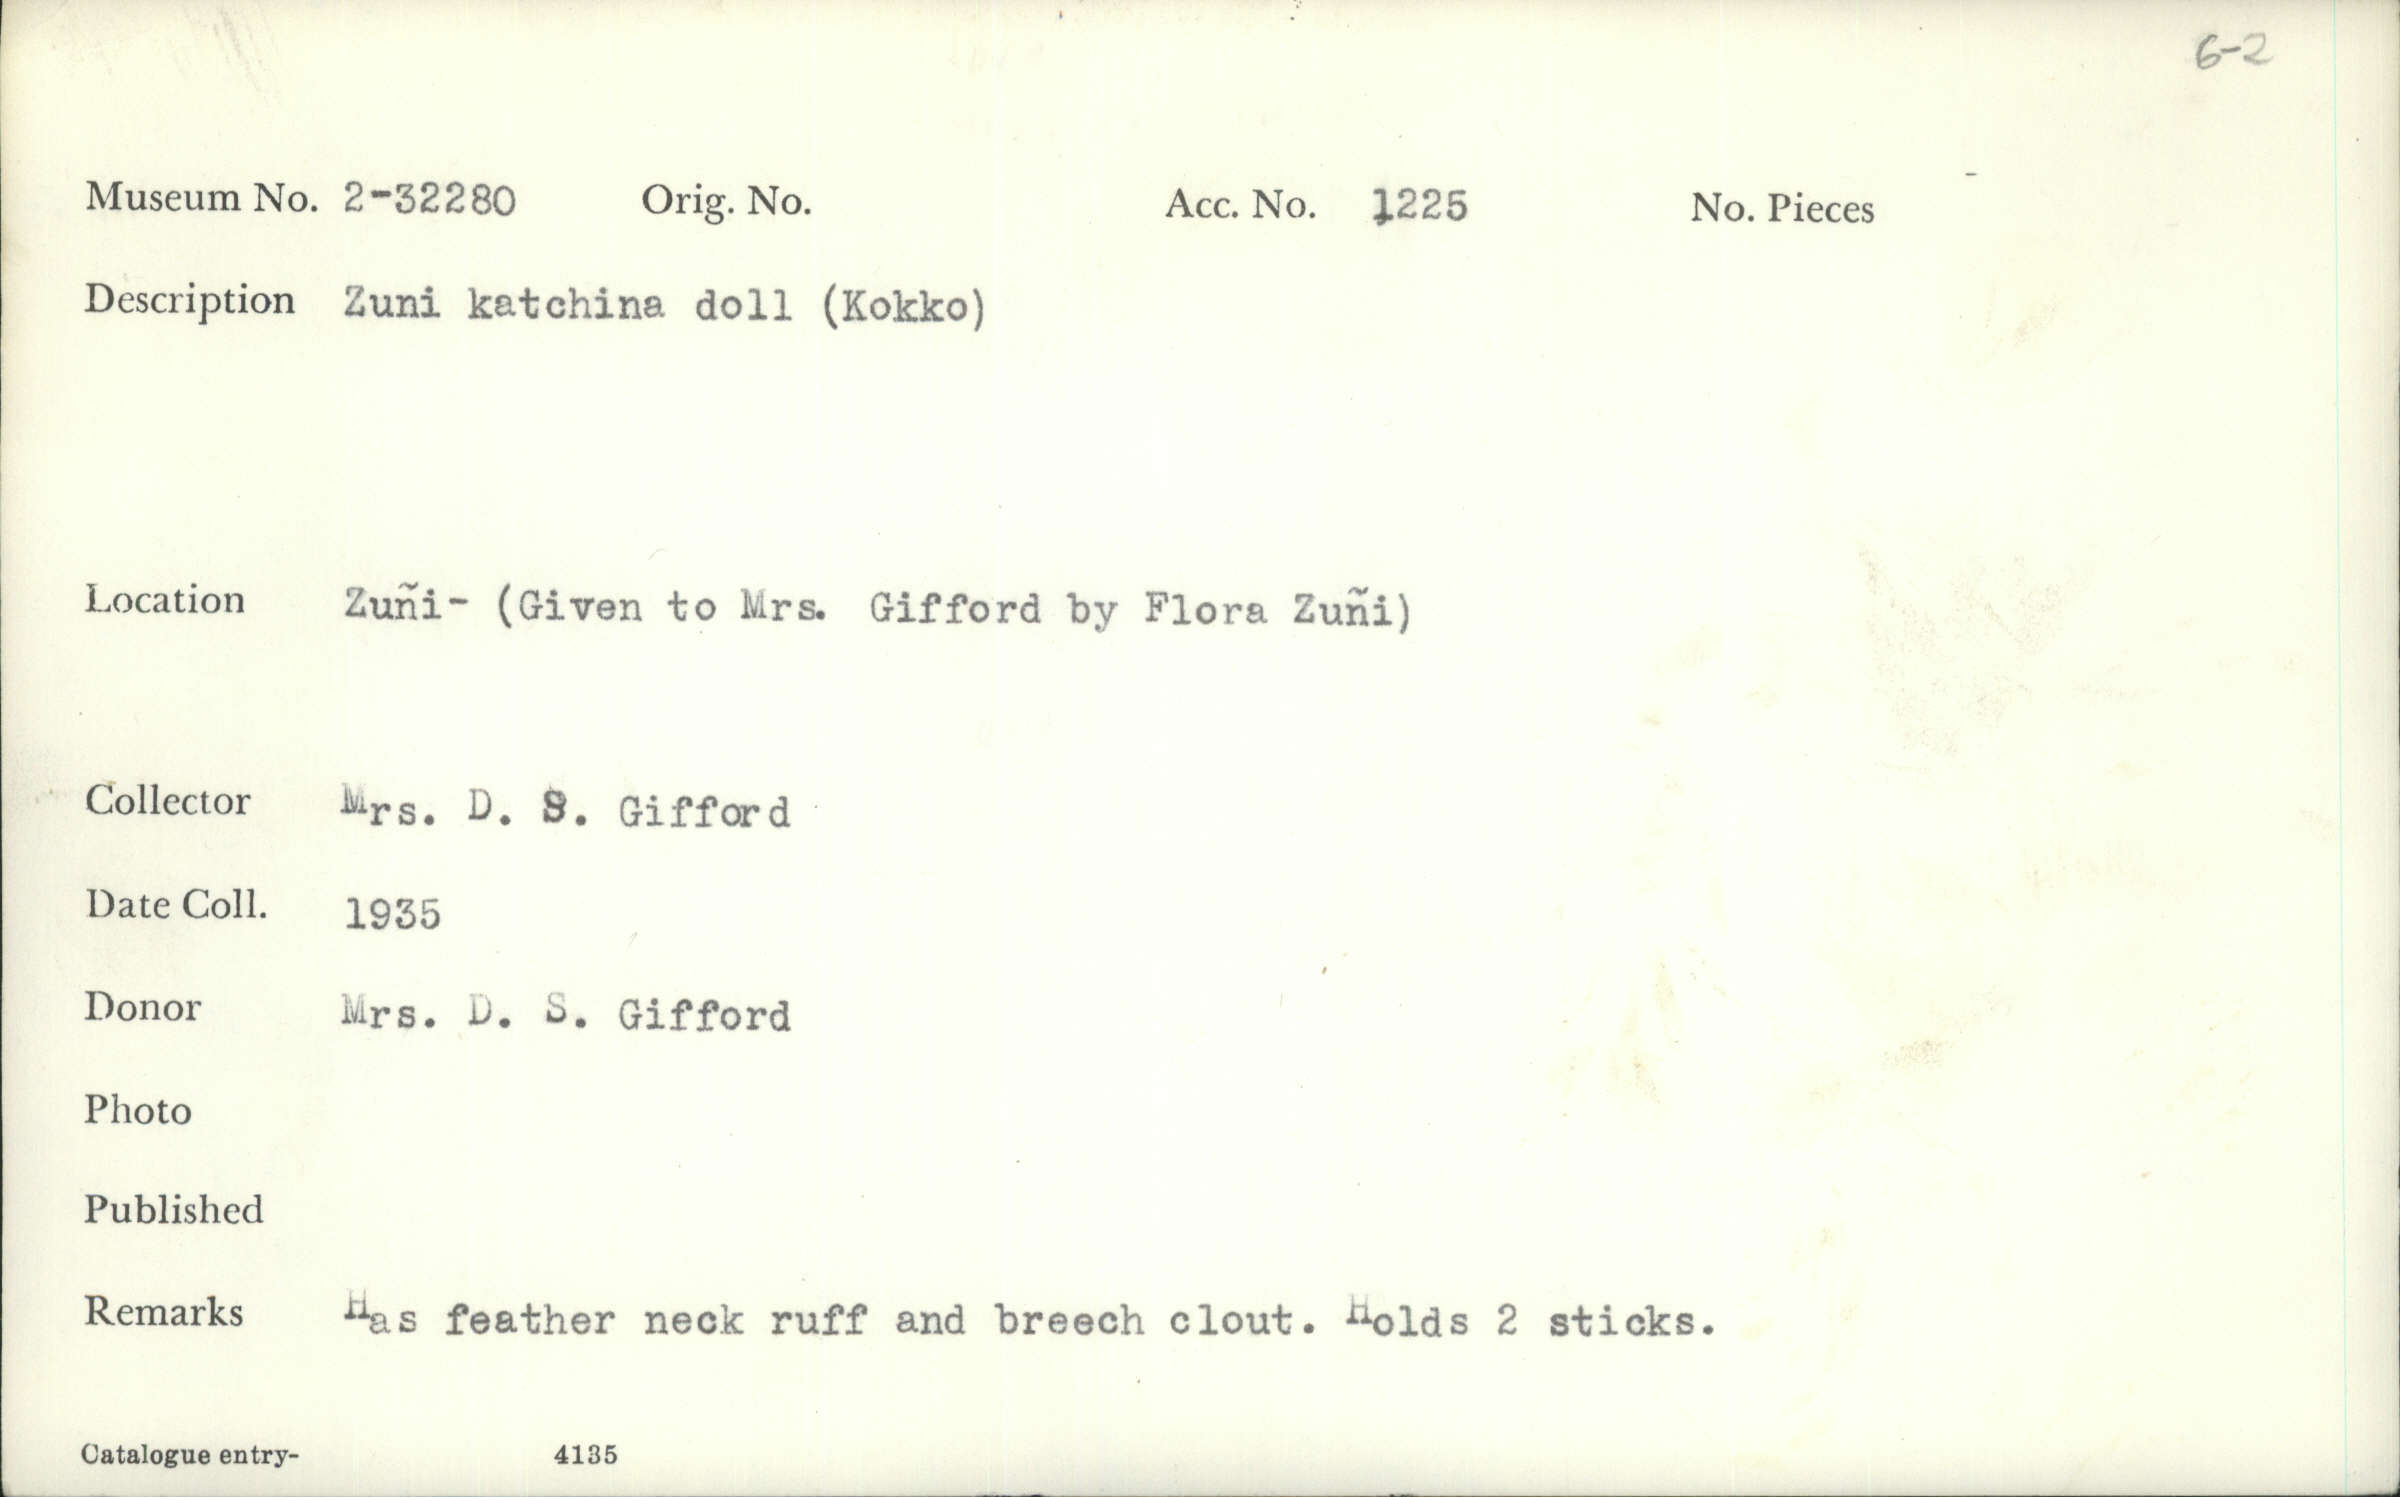 6-2
Museum No. 2-32280 Orig. No. Acc. No. 1225 No. Pieces
Description Zuni katchina doll (Kokko)
Location Zuñi- (Given to Mrs. Gifford by Flora Zuñi)
Collector Mrs. D. S. Gifford
Date Coll. 1935
Donor Mrs. D. S. Gifford
Photo
Published
Remarks Has feather neck ruff and breech clout. Holds 2 sticks.
Catalogue entry- 4135